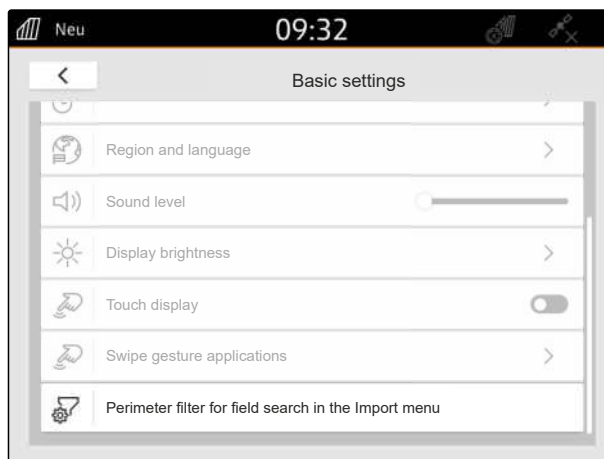 Neu
09:32
Basic settings
Region and language
Sound level
Display brightness
Touch display
Swipe gesture applications
Perimeter filter for field search in the Import menu